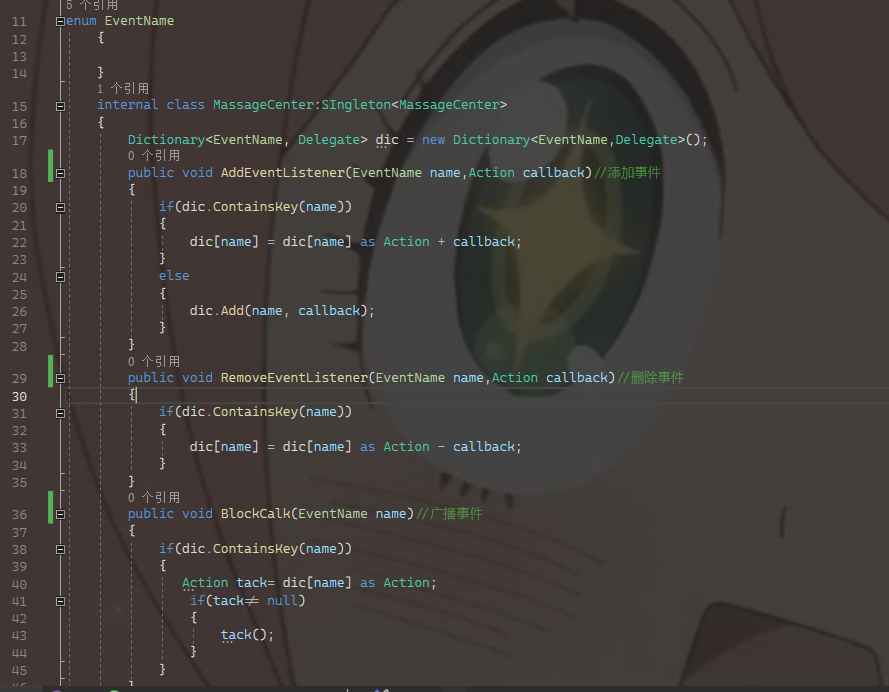 5 个引用
11 enum EventName
12 {
13
14 }
1 个引用
15 internal class MassageCenter:SIngleton<MassageCenter>
16 {
17 Dictionary<EventName, Delegate> dic = new Dictionary<EventName,Delegate>();
0 个引用
18 public void AddEventListener(EventName name,Action callback)//添加事件
19 {
20 if(dic.ContainsKey(name))
21 {
22 dic[name] = dic[name] as Action + callback;
23 }
24 else
25 {
26 dic.Add(name, callback);
27 }
28 }
0 个引用
29 public void RemoveEventListener(EventName name,Action callback)//删除事件
30 {
31 if(dic.ContainsKey(name))
32 {
33 dic[name] = dic[name] as Action - callback;
34 }
35 }
0 个引用
36 public void BlockCalk(EventName name)//广播事件
37 {
38 if(dic.ContainsKey(name))
39 {
40 Action tack= dic[name] as Action;
41 if(tack≠ null)
42 {
43 tack();
44 }
45 }
46 }